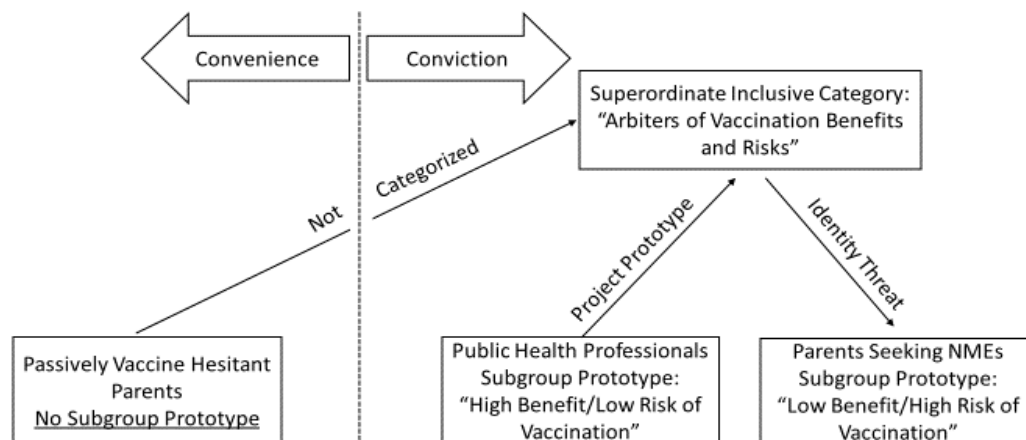 Convenience
Conviction
Superordinate Inclusive Category:
“Arbiters of Vaccination Benefits
and Risks”
Not
Categorized
Project Prototype
Identity Threat
Passively Vaccine Hesitant
Parents
No Subgroup Prototype
Public Health Professionals
Subgroup Prototype:
“High Benefit/Low Risk of
Vaccination”
Parents Seeking NMEs
Subgroup Prototype:
“Low Benefit/High Risk of
Vaccination”